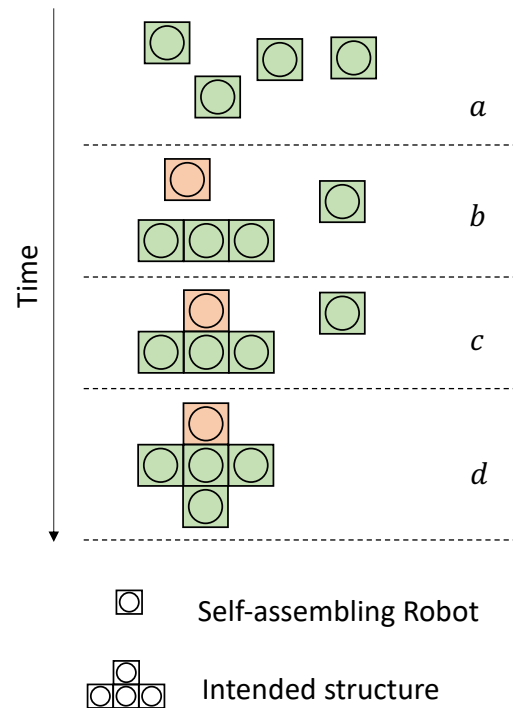 a
b
Time
c
d
Self-assembling Robot
Intended structure